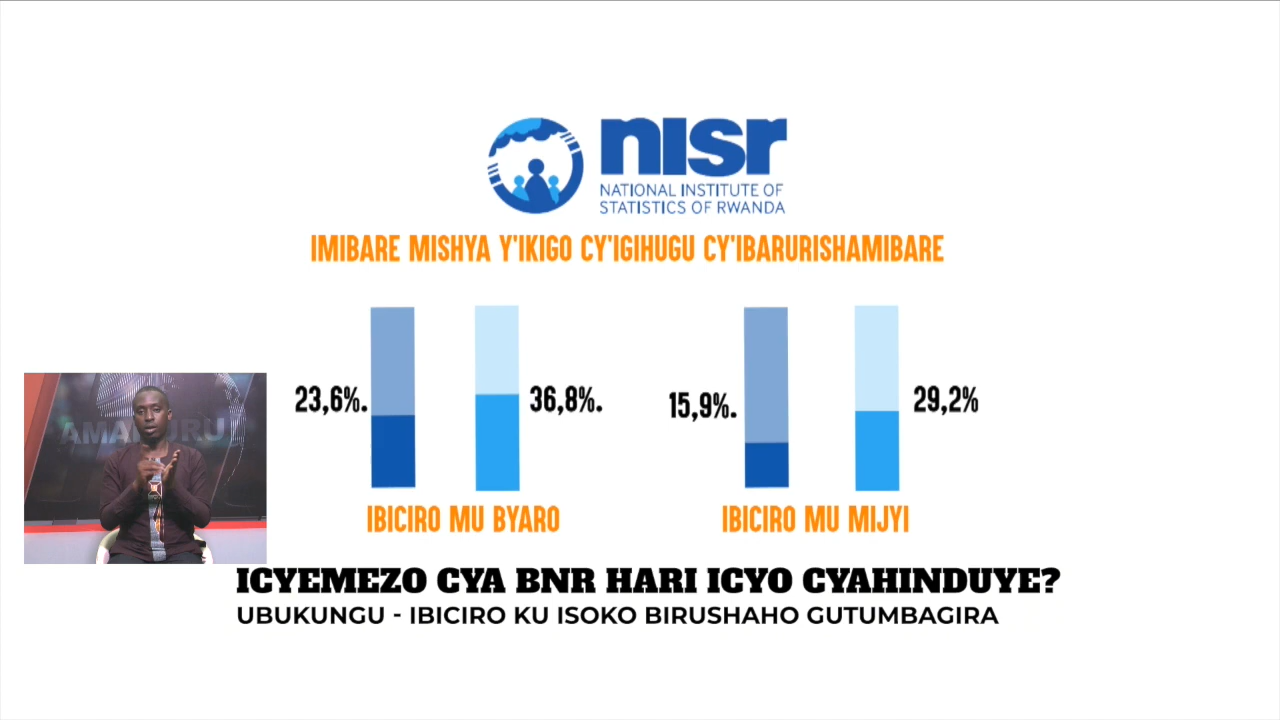 nisr
NATIONAL INSTITUTE OF
STATISTICS OF RWANDA
IMIBARE MISHYA Y'IKIGO CY'IGIHUGU CY'IBARURISHAMIBARE
23,6%.
36,8%.
15,9%.
29,2%
IBICIRO MU BYARO
IBICIRO MU MIJYI
AMAKURU
ICYEMEZO CYA BNR HARI ICYO CYAHINDUYE?
UBUKUNGU - IBICIRO KU ISOKO BIRUSHAHO GUTUMBAGIRA